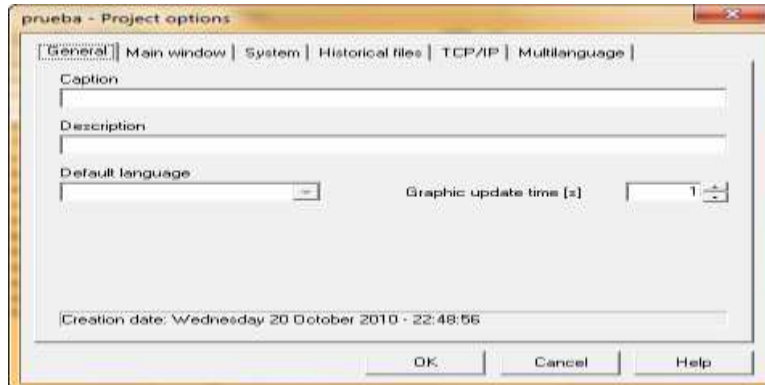 prueba - Project options
General | Main window | System | Historical files | TCP/IP | Multilanguage |
Caption
Description
Default language
Graphic update time [s] 1
Creation date: Wednesday 20 October 2010 - 22:48:56
OK Cancel Help